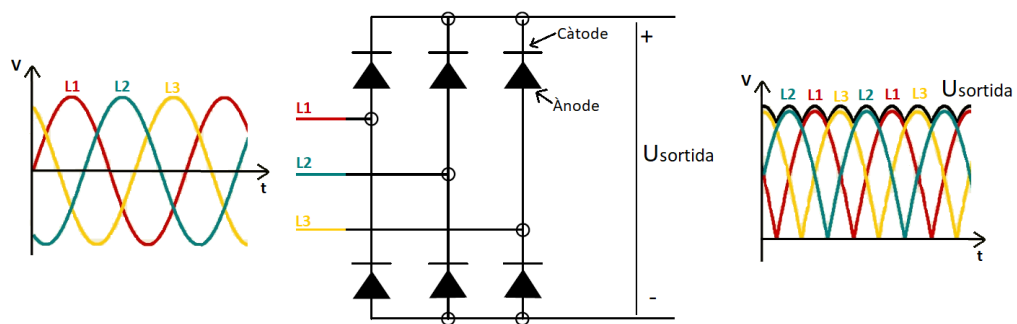 V
L1
L2
L3
t
L1
L2
L3
Càtode
Ànode
+
Usortida
-
V
L2
L1
L3
L2
L1
L3
Usortida
t